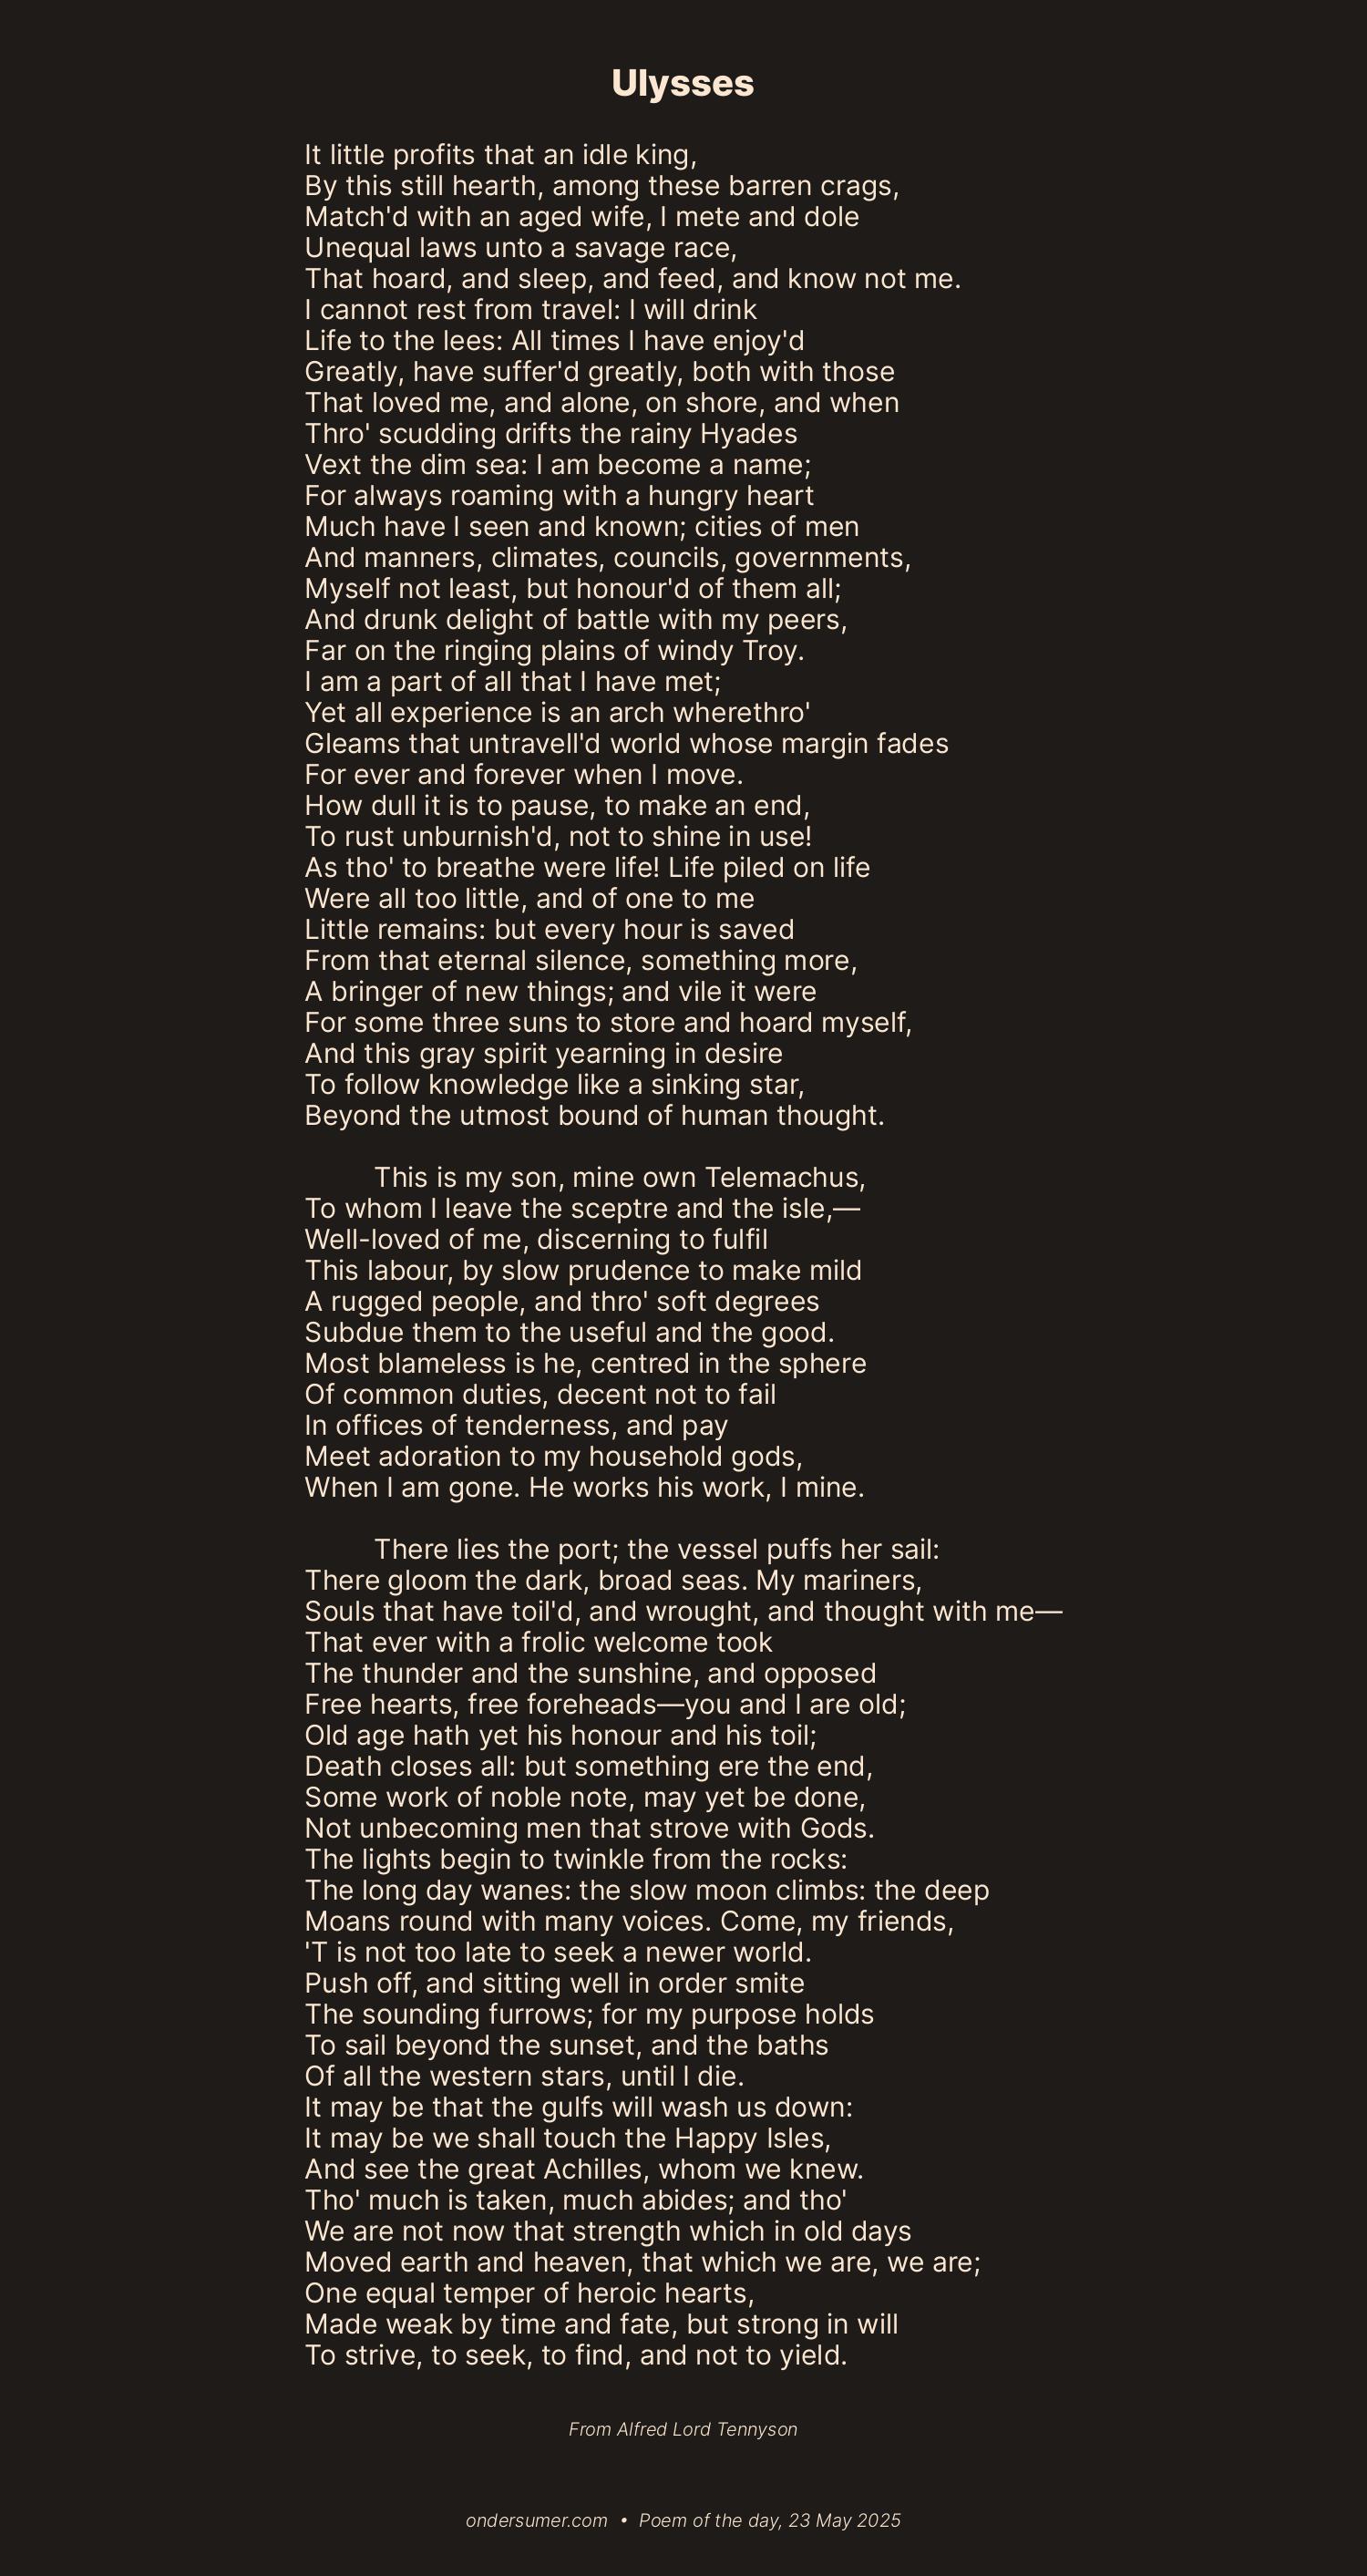 Ulysses
It little profits that an idle king,
By this still hearth, among these barren crags,
Match'd with an aged wife, I mete and dole
Unequal laws unto a savage race,
That hoard, and sleep, and feed, and know not me.
I cannot rest from travel: I will drink
Life to the lees: All times I have enjoy'd
Greatly, have suffer'd greatly, both with those
That loved me, and alone, on shore, and when
Thro' scudding drifts the rainy Hyades
Vext the dim sea: I am become a name;
For always roaming with a hungry heart
Much have I seen and known; cities of men
And manners, climates, councils, governments,
Myself not least, but honour'd of them all;
And drunk delight of battle with my peers,
Far on the ringing plains of windy Troy.
I am a part of all that I have met;
Yet all experience is an arch wherethro'
Gleams that untravell'd world whose margin fades
For ever and forever when I move.
How dull it is to pause, to make an end,
To rust unburnish'd, not to shine in use!
As tho' to breathe were life! Life piled on life
Were all too little, and of one to me
Little remains: but every hour is saved
From that eternal silence, something more,
A bringer of new things; and vile it were
For some three suns to store and hoard myself,
And this gray spirit yearning in desire
To follow knowledge like a sinking star,
Beyond the utmost bound of human thought.
This is my son, mine own Telemachus,
To whom I leave the sceptre and the isle,—
Well-loved of me, discerning to fulfil
This labour, by slow prudence to make mild
A rugged people, and thro' soft degrees
Subdue them to the useful and the good.
Most blameless is he, centred in the sphere
Of common duties, decent not to fail
In offices of tenderness, and pay
Meet adoration to my household gods,
When I am gone. He works his work, I mine.
There lies the port; the vessel puffs her sail:
There gloom the dark, broad seas. My mariners,
Souls that have toil'd, and wrought, and thought with me—
That ever with a frolic welcome took
The thunder and the sunshine, and opposed
Free hearts, free foreheads—you and I are old;
Old age hath yet his honour and his toil;
Death closes all: but something ere the end,
Some work of noble note, may yet be done,
Not unbecoming men that strove with Gods.
The lights begin to twinkle from the rocks:
The long day wanes: the slow moon climbs: the deep
Moans round with many voices. Come, my friends,
'T is not too late to seek a newer world.
Push off, and sitting well in order smite
The sounding furrows; for my purpose holds
To sail beyond the sunset, and the baths
Of all the western stars, until I die.
It may be that the gulfs will wash us down:
It may be we shall touch the Happy Isles,
And see the great Achilles, whom we knew.
Tho' much is taken, much abides; and tho'
We are not now that strength which in old days
Moved earth and heaven, that which we are, we are;
One equal temper of heroic hearts,
Made weak by time and fate, but strong in will
To strive, to seek, to find, and not to yield.
From Alfred Lord Tennyson
ondersumer.com • Poem of the day, 23 May 2025